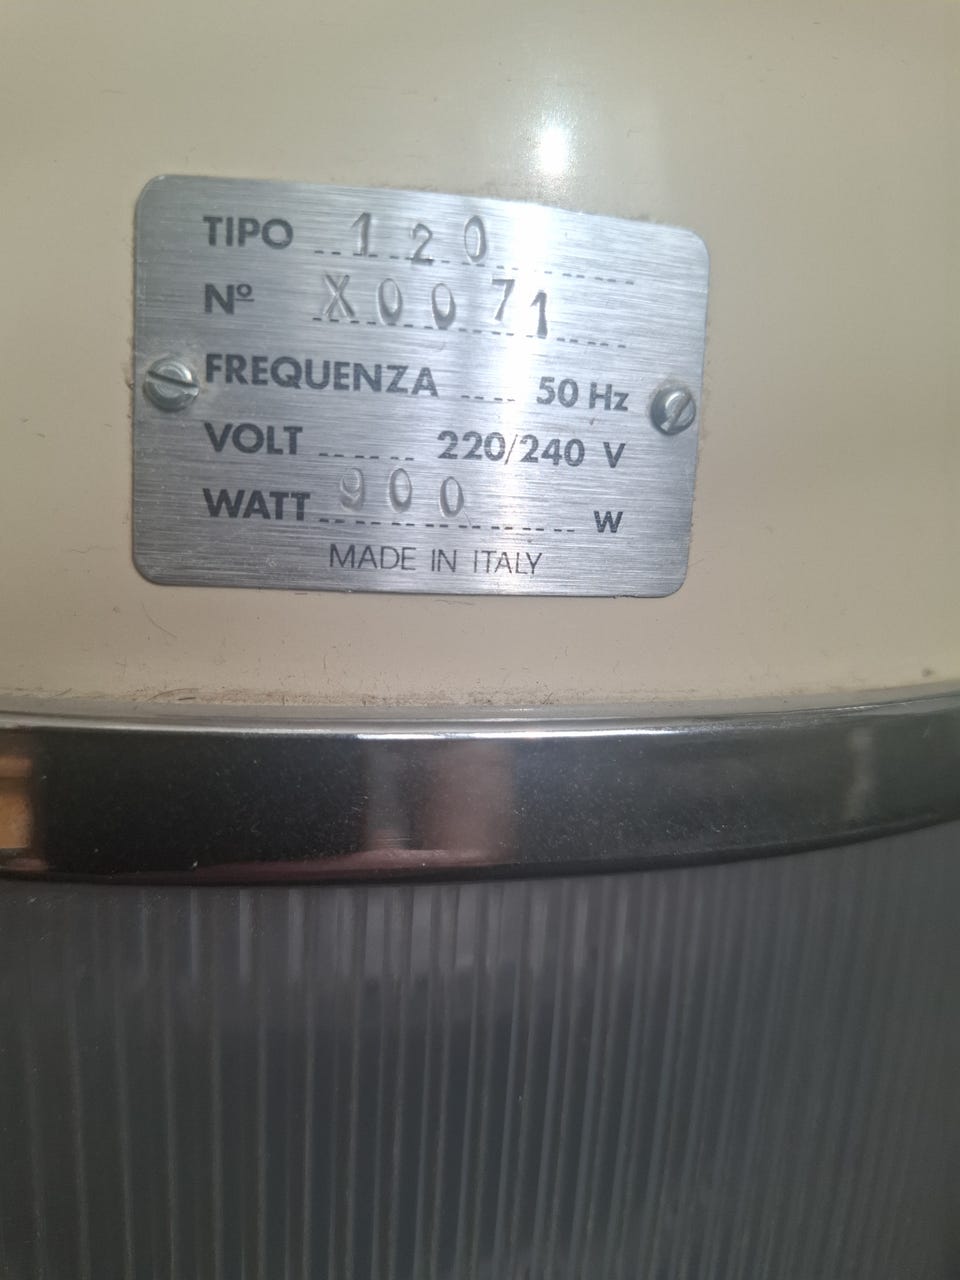 TIPO 120
Nº X0071
FREQUENZA .... 50 Hz
VOLT ...... 220/240 V
WATT 900 W
MADE IN ITALY